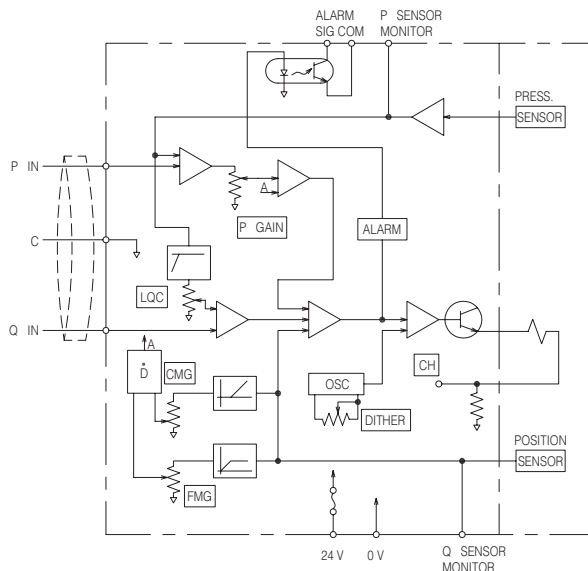 ALARM
SIG COM
P SENSOR
MONITOR
PRESS.
SENSOR
P IN
A
P GAIN
ALARM
C
LQC
Q IN
A
D
CMG
OSC
CH
DITHER
FMG
POSITION
SENSOR
24 V
0 V
Q SENSOR
MONITOR